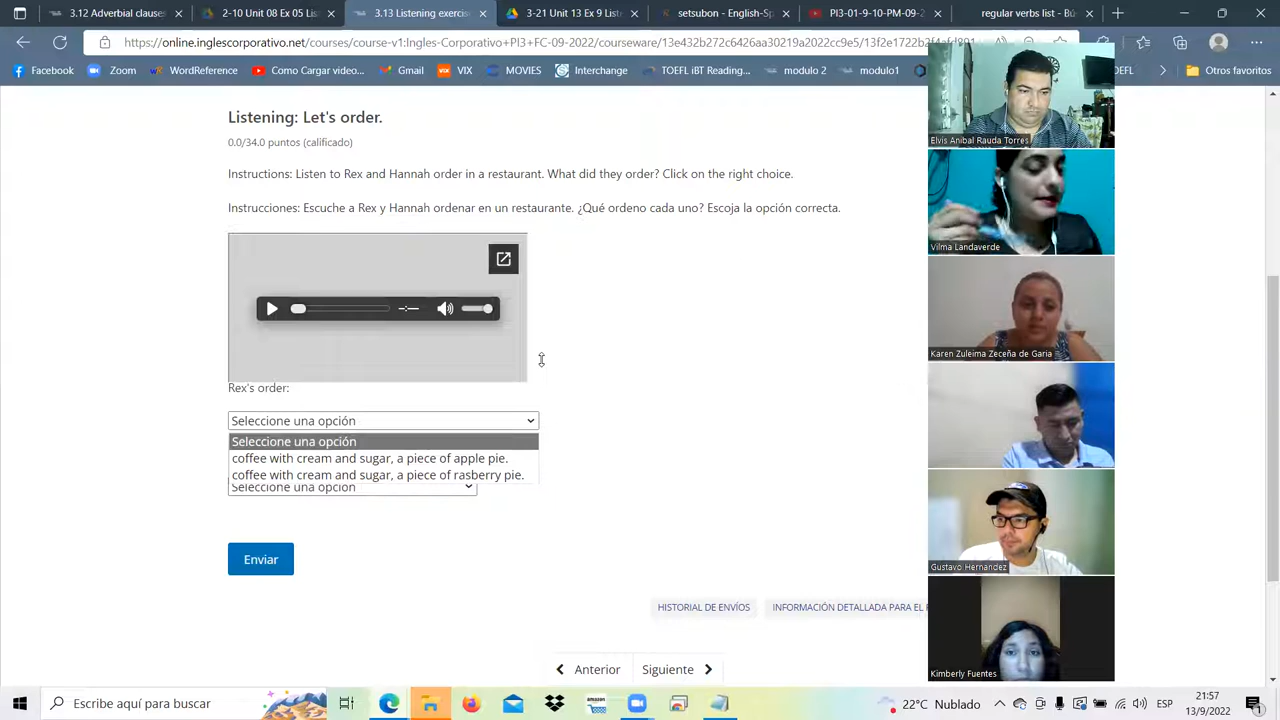 3.12 Adverbial clauses
2-10 Unit 08 Ex 05 List
3.13 Listening exercise
3-21 Unit 13 Ex 9 Liste
setsubon - English-Sp
PI3-01-9-10-PM-09-2
regular verb list - Bú
https://online.inglescorporativo.net/courses/course-v1:Ingles-Corporativo+PI3+FC-09-2022/courseware/13e432b272c6426aa30219a2022cc9e5/13f2e1722b2f4efd891
Facebook
Zoom
WordReference
Como Cargar video...
Gmail
VIX
MOVIES
Interchange
TOEFL iBT Reading...
módulo 2
modulo1
OEFL
Otros favoritos
Listening: Let's order.
0.0/34.0 puntos (calificado)
Instructions: Listen to Rex and Hannah order in a restaurant. What did they order? Click on the right choice.
Instrucciones: Escuche a Rex y Hannah ordenar en un restaurante. ¿Qué ordeno cada uno? Escoja la opción correcta.
--:--
Rex's order:
Seleccione una opción
Seleccione una opción
coffee with cream and sugar, a piece of apple pie.
coffee with cream and sugar, a piece of rasberry pie.
Seleccione una opción
Enviar
HISTORIAL DE ENVÍOS
INFORMACIÓN DETALLADA PARA EL
Anterior
Siguiente
Elvis Anibal Rauda Torres
Vilma Landaverde
Karen Zuleima Zeceña de Garia
Gustavo Hernandez
Kimberly Fuentes
Escribe aquí para buscar
amazon
22°C Nublado
ESP
21:57
13/9/2022
1